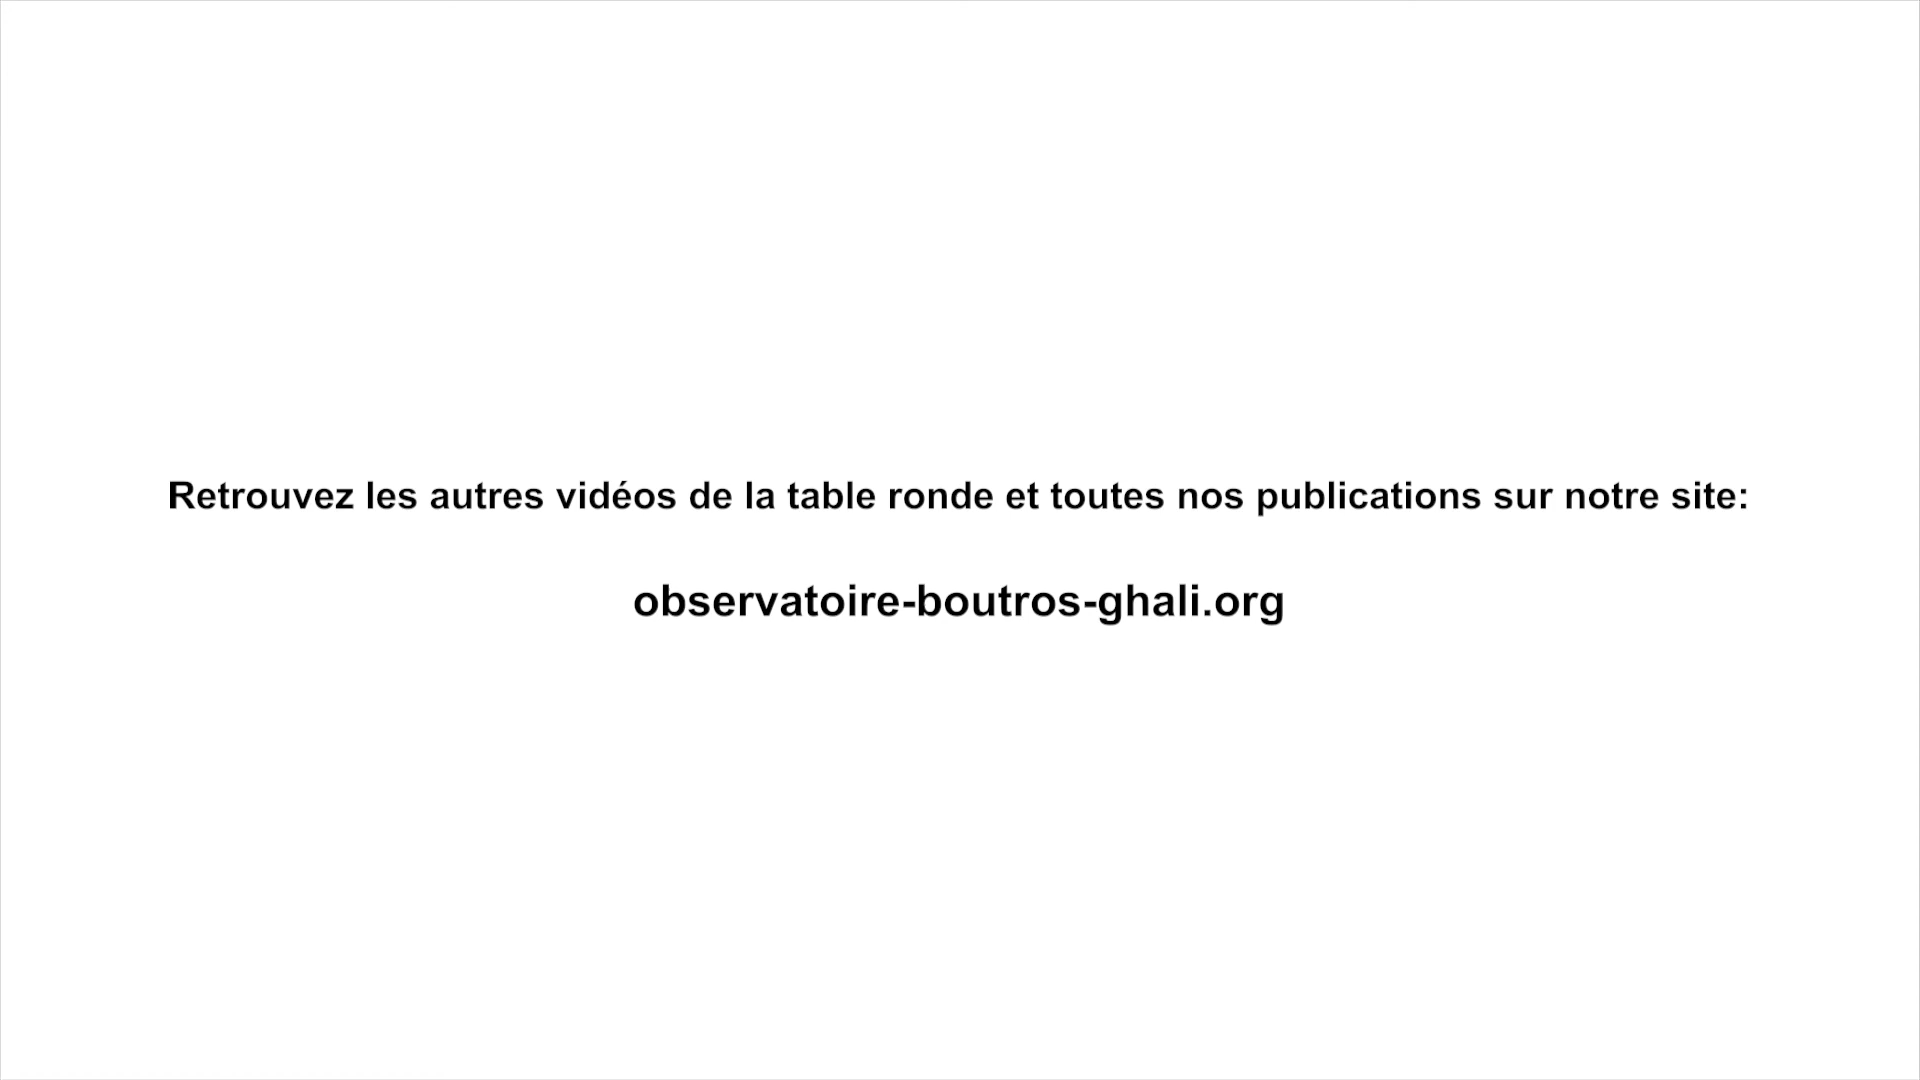 Retrouvez les autres vidéos de la table ronde et toutes nos publications sur notre site:
observatoire-boutros-ghali.org